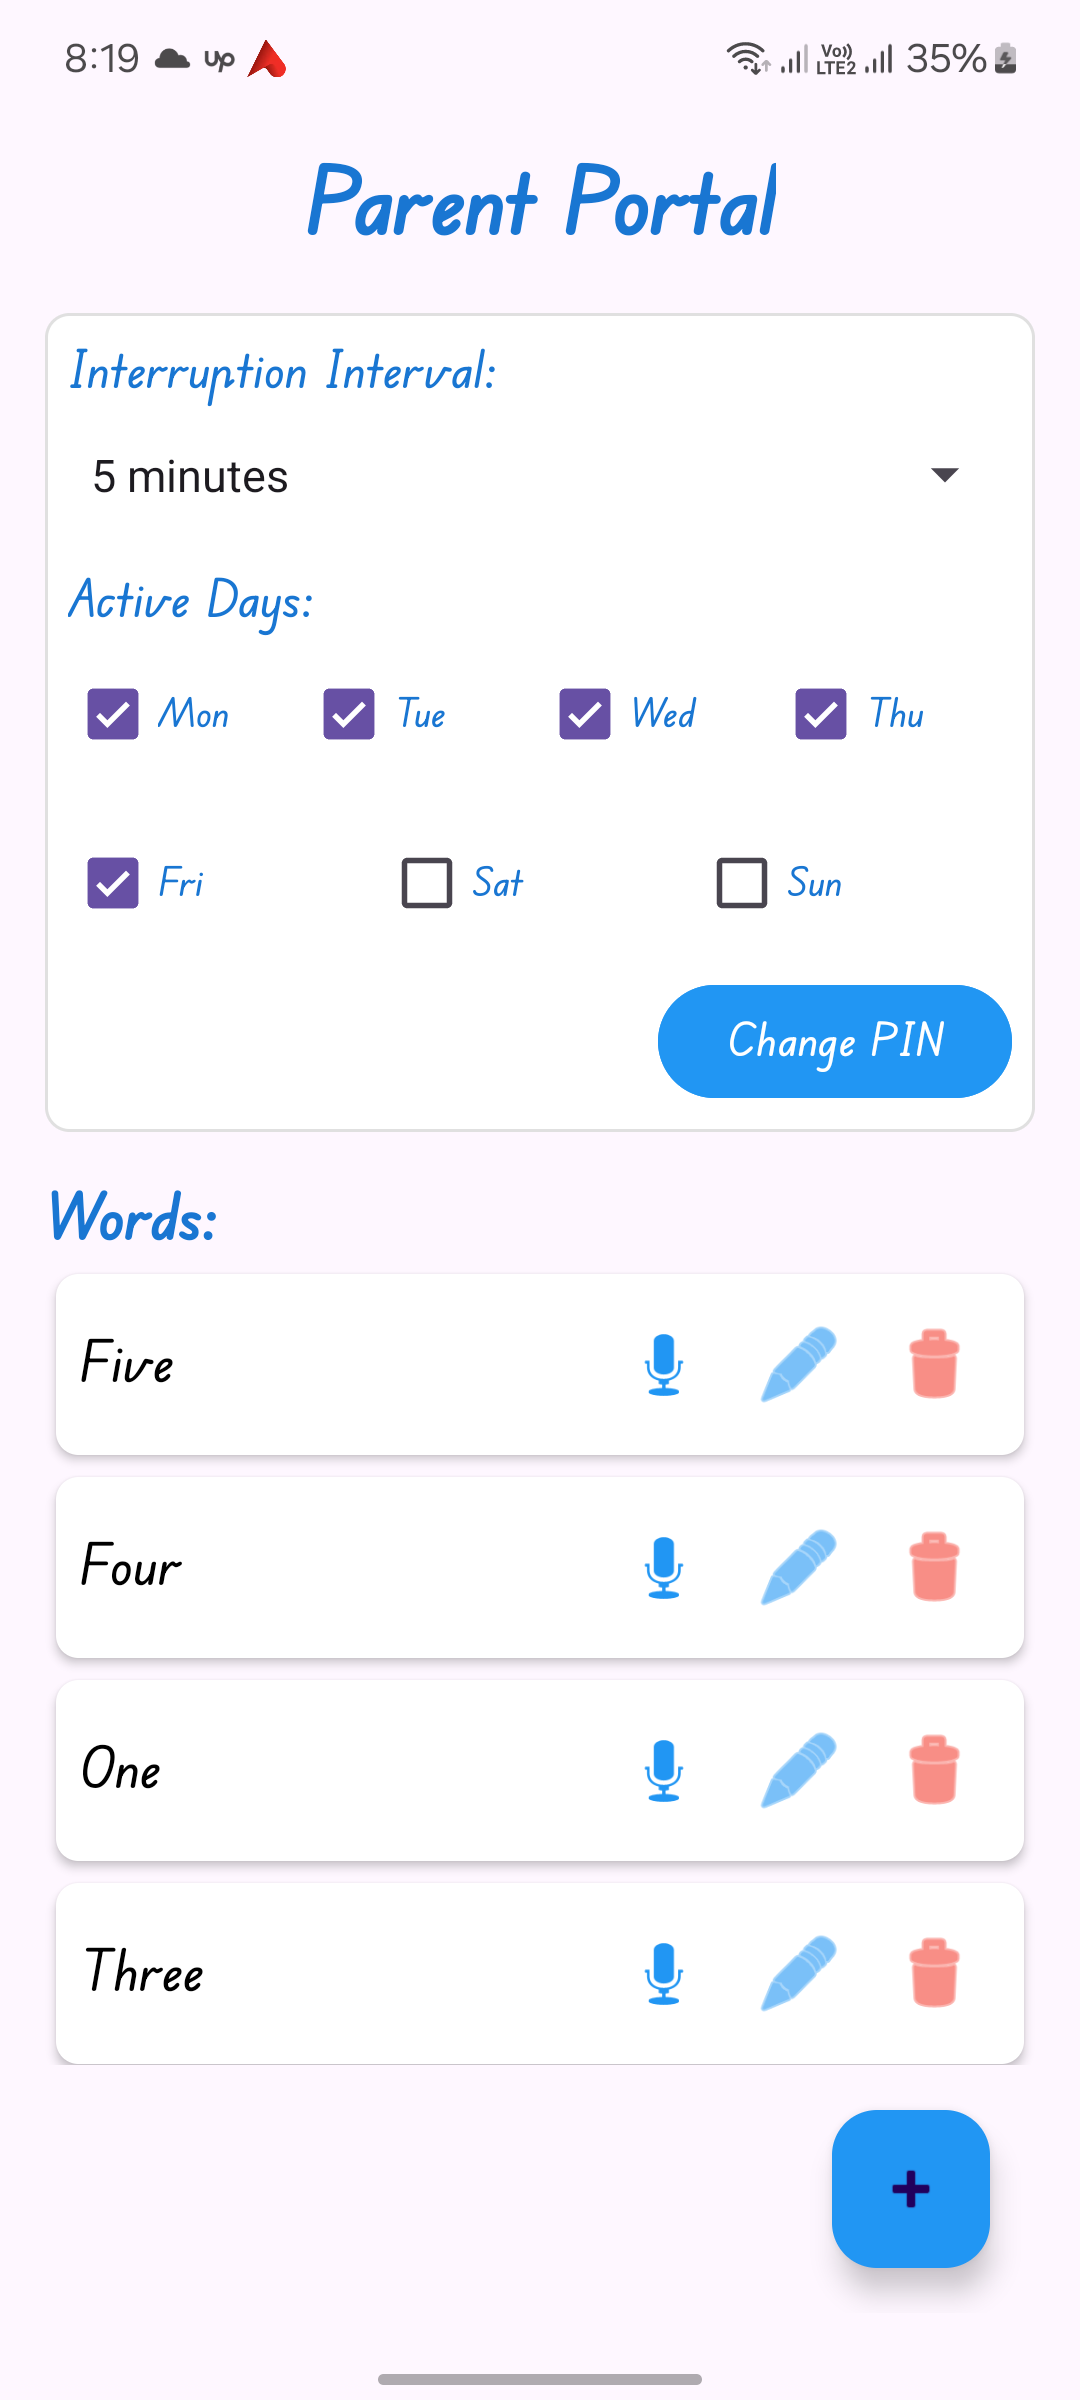 8:19 up Vo)) LTE2 35%
Parent Portal
Interruption Interval:
5 minutes
Active Days:
Mon Tue Wed Thu
Fri Sat Sun
Change PIN
Words:
Five
Four
One
Three
+